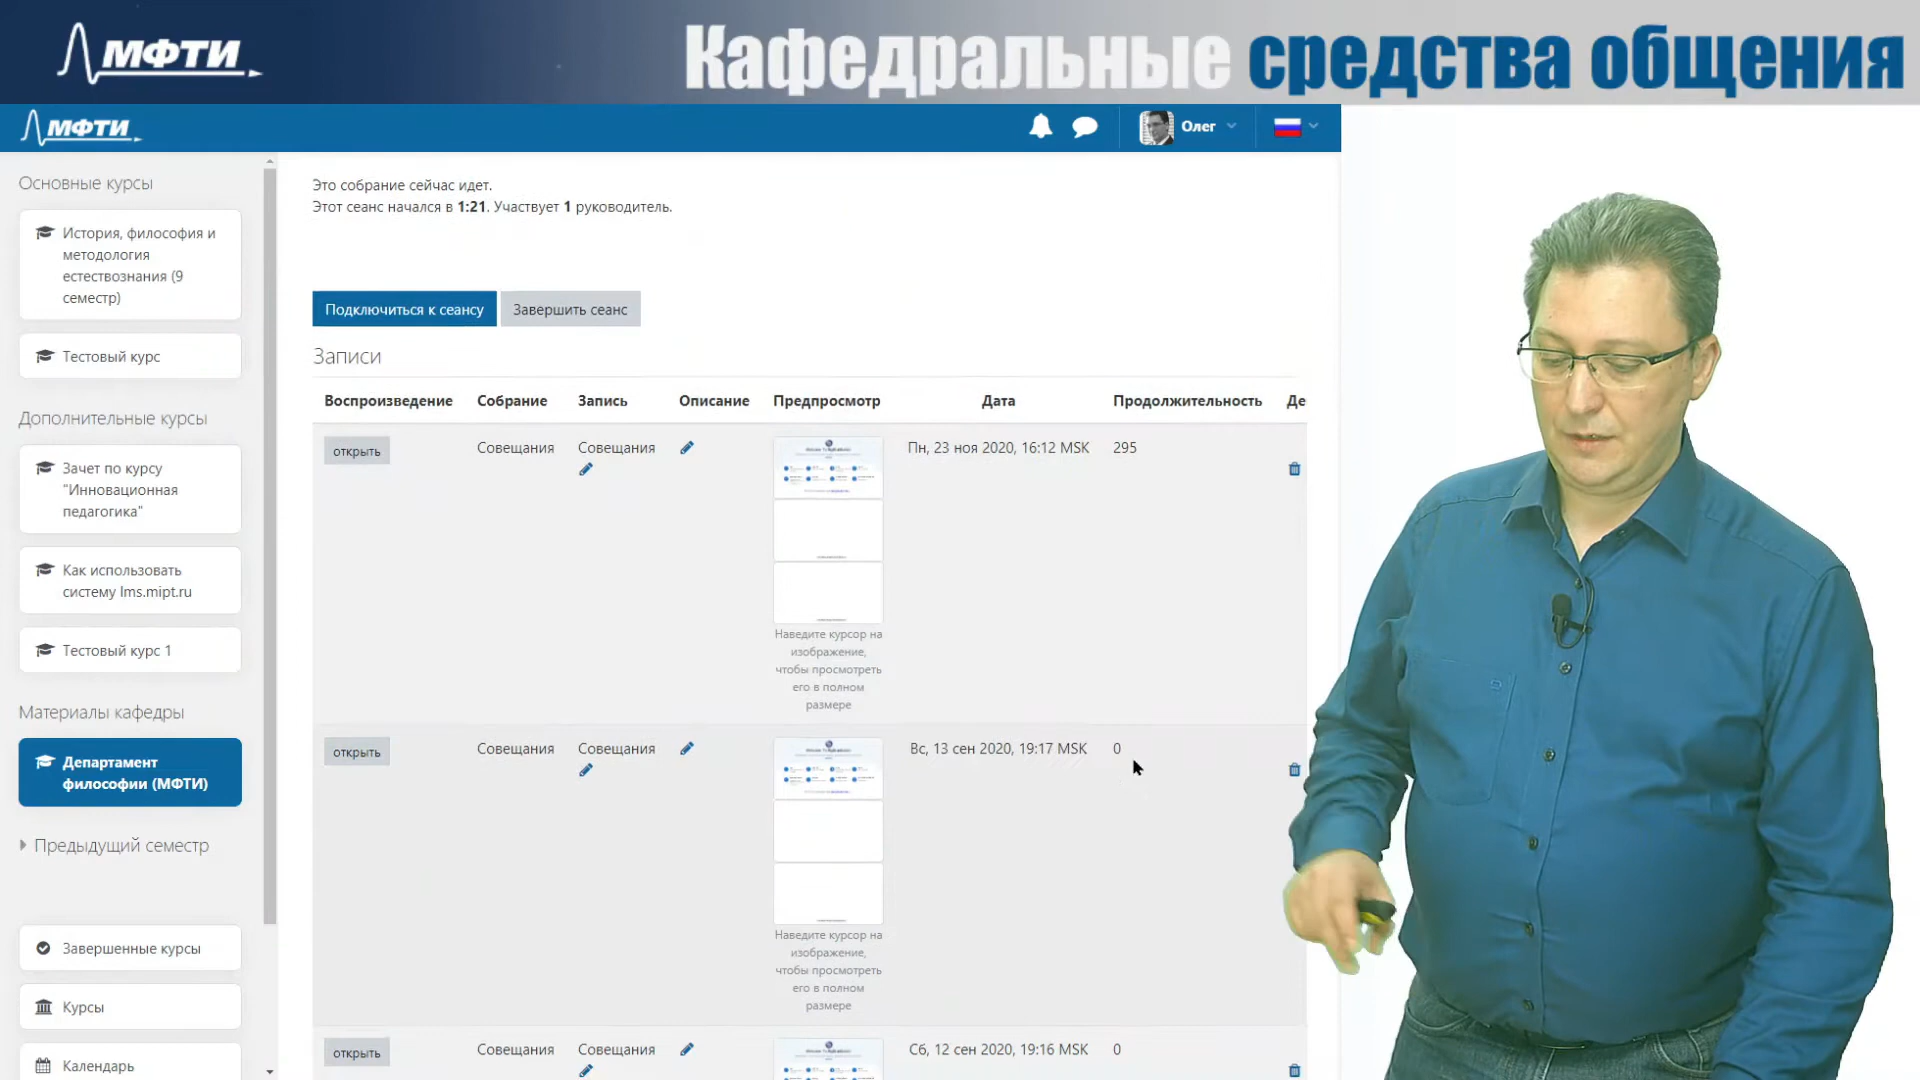 МФТИ
Кафедральные средства общения
МФТИ
Олег
Основные курсы
История, философия и
методология
естествознания (9
семестр)
Тестовый курс
Дополнительные курсы
Зачет по курсу
"Инновационная
педагогика"
Как использовать
систему lms.mipt.ru
Тестовый курс 1
Материалы кафедры
Департамент
философии (МФТИ)
Предыдущий семестр
Завершенные курсы
Курсы
Календарь
Это собрание сейчас идет.
Этот сеанс начался в 1:21. Участвует 1 руководитель.
Подключиться к сеансу Завершить сеанс
Записи
Воспроизведение Собрание Запись Описание Предпросмотр Дата Продолжительность Де
открыть Совещания Совещания Пн, 23 ноя 2020, 16:12 MSK 295
Наведите курсор на
изображение,
чтобы просмотреть
его в полном
размере
открыть Совещания Совещания Вс, 13 сен 2020, 19:17 MSK 0
Наведите курсор на
изображение,
чтобы просмотреть
его в полном
размере
открыть Совещания Совещания Сб, 12 сен 2020, 19:16 MSK 0